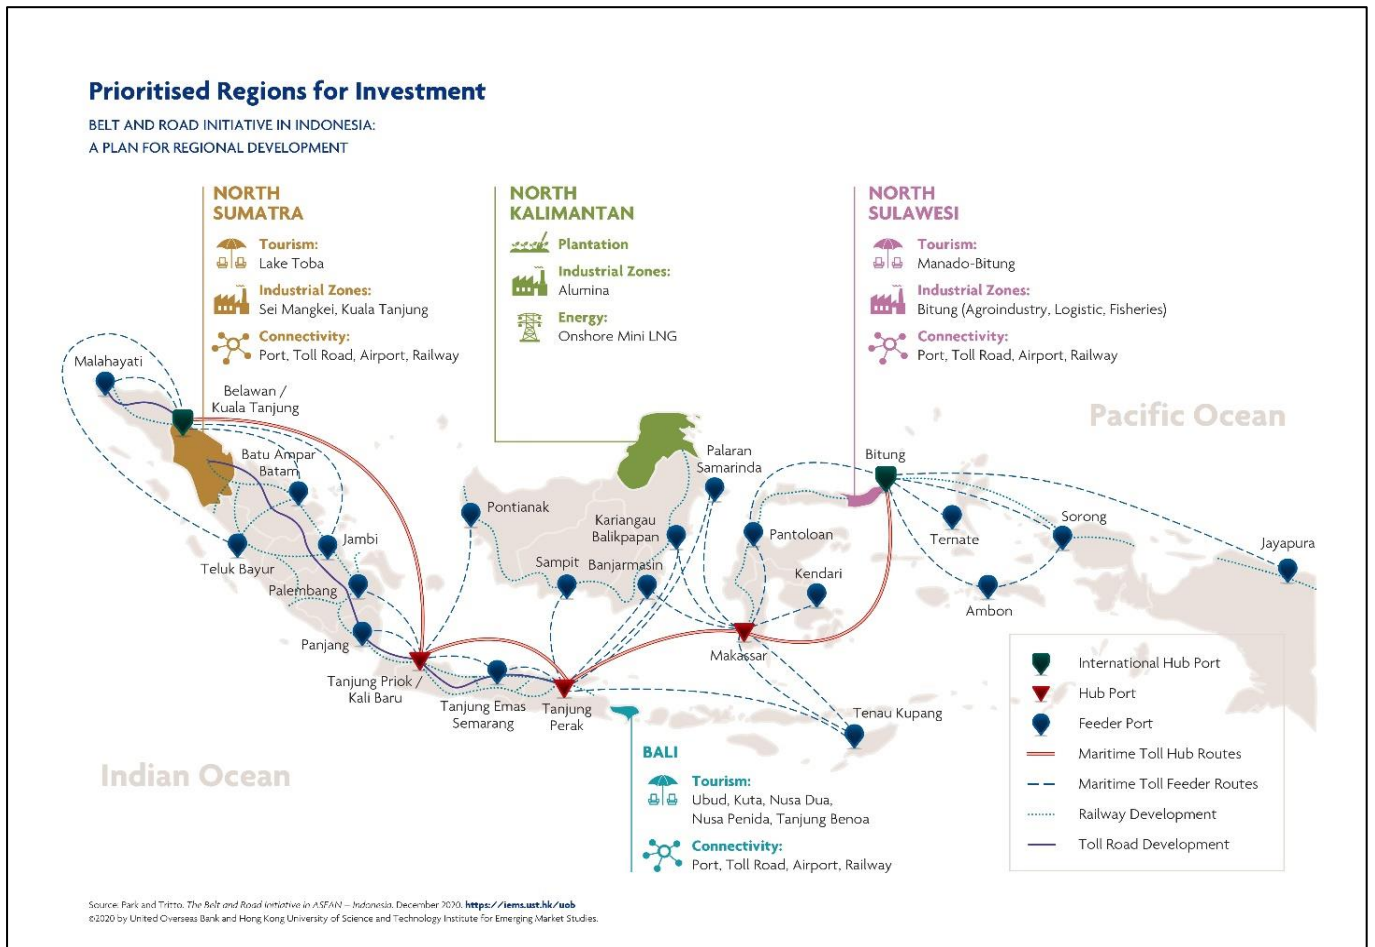 Prioritised Regions for Investment
BELT AND ROAD INITIATIVE IN INDONESIA:
A PLAN FOR REGIONAL DEVELOPMENT
NORTH
SUMATRA
Tourism:
Lake Toba
Industrial Zones:
Sei Mangkei, Kuala Tanjung
Connectivity:
Port, Toll Road, Airport, Railway
NORTH
KALIMANTAN
Plantation
Industrial Zones:
Alumina
Energy:
Onshore Mini LNG
NORTH
SULAWESI
Tourism:
Manado-Bitung
Industrial Zones:
Bitung (Agroindustry, Logistic, Fisheries)
Connectivity:
Port, Toll Road, Airport, Railway
Malahayati
Belawan /
Kuala Tanjung
Batu Ampar
Batam
Teluk Bayur
Jambi
Palembang
Panjang
Tanjung Priok /
Kali Baru
Tanjung Emas
Semarang
Tanjung
Perak
Pontianak
Sampit
Banjarmasin
Kariangau
Balikpapan
Palaran
Samarinda
Pantoloan
Kendari
Makassar
Bitung
Ternate
Ambon
Sorong
Jayapura
Tenau Kupang
Pacific Ocean
Indian Ocean
BALI
Tourism:
Ubud, Kuta, Nusa Dua,
Nusa Penida, Tanjung Benoa
Connectivity:
Port, Toll Road, Airport, Railway
International Hub Port
Hub Port
Feeder Port
Maritime Toll Hub Routes
Maritime Toll Feeder Routes
Railway Development
Toll Road Development
Source: Park and Tritto. The Belt and Road Initiative in ASEAN – Indonesia. December 2020. https://iems.ust.hk/uob
©2020 by United Overseas Bank and Hong Kong University of Science and Technology Institute for Emerging Market Studies.